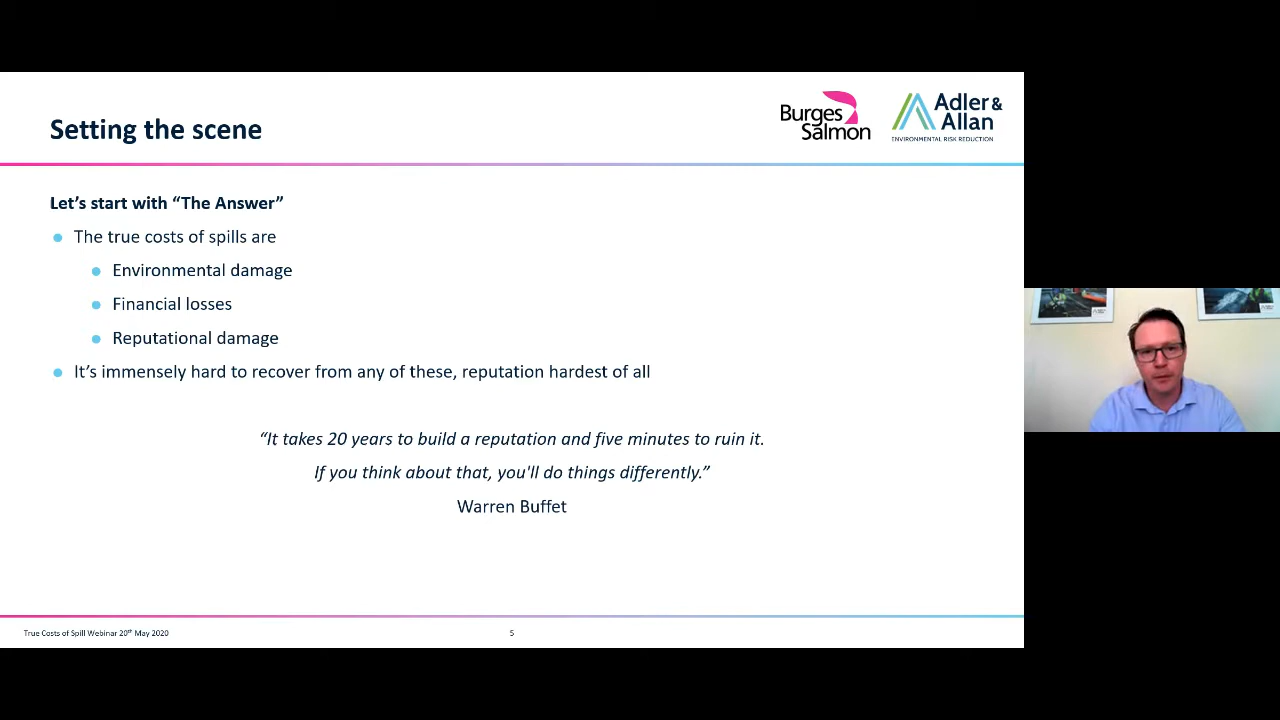 Setting the scene
Burges
Salmon
Adler &
Allan
ENVIRONMENTAL RISK REDUCTION
Let’s start with “The Answer”
The true costs of spills are
Environmental damage
Financial losses
Reputational damage
It’s immensely hard to recover from any of these, reputation hardest of all
“It takes 20 years to build a reputation and five minutes to ruin it.
If you think about that, you'll do things differently.”
Warren Buffet
True Costs of Spill Webinar 20th May 2020
5